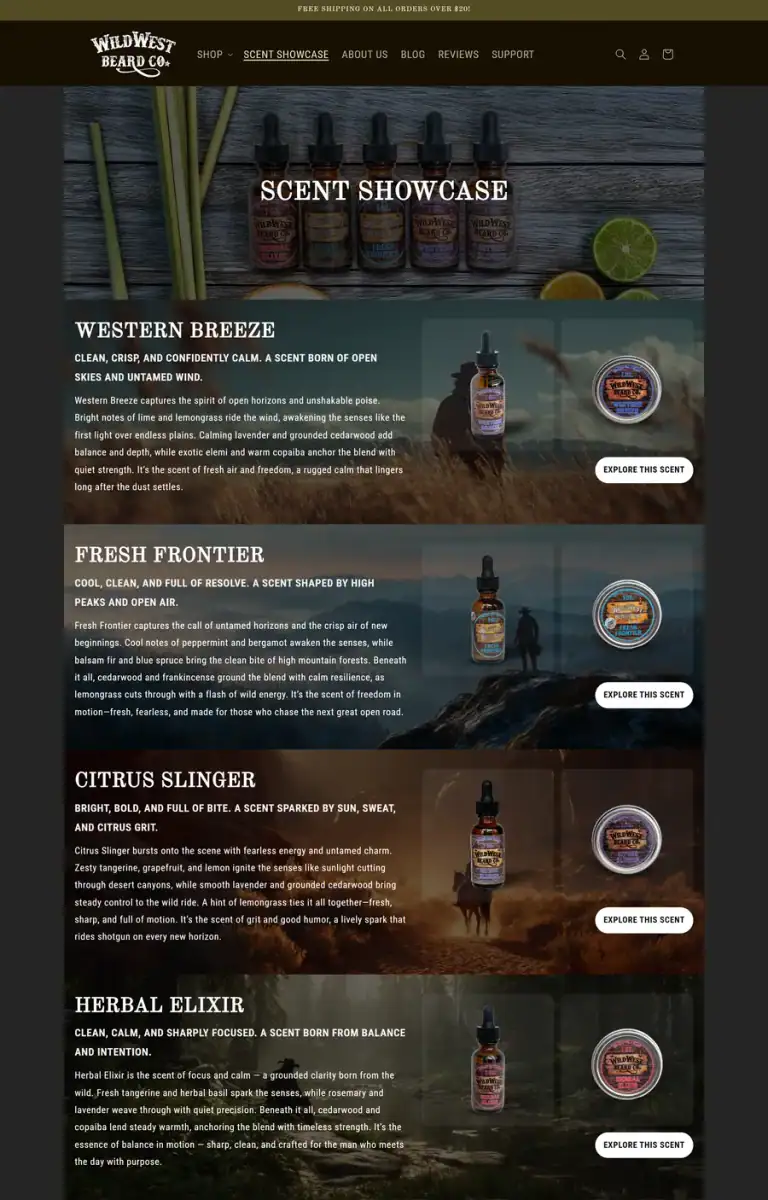 FREE SHIPPING ON ALL ORDERS OVER $20!
WILD WEST
BEARD CO.
SHOP
SCENT SHOWCASE
ABOUT US
BLOG
REVIEWS
SUPPORT
SCENT SHOWCASE
WESTERN BREEZE
CLEAN, CRISP, AND CONFIDENTLY CALM. A SCENT BORN OF OPEN
SKIES AND UNTAMED WIND.
Western Breeze captures the spirit of open horizons and unshakable poise.
Bright notes of lime and lemongrass ride the wind, awakening the senses like the
first light over endless plains. Calming lavender and grounded cedarwood add
balance and depth, while exotic elemi and warm copaiba anchor the blend with
quiet strength. It's the scent of fresh air and freedom, a rugged calm that lingers
long after the dust settles.
EXPLORE THIS SCENT
FRESH FRONTIER
COOL, CLEAN, AND FULL OF RESOLVE. A SCENT SHAPED BY HIGH
PEAKS AND OPEN AIR.
Fresh Frontier captures the call of untamed horizons and the crisp air of new
beginnings. Cool notes of peppermint and bergamot awaken the senses, while
balsam fir and blue spruce bring the clean bite of high mountain forests. Beneath
it all, cedarwood and frankincense ground the blend with calm resilience, as
lemongrass cuts through with a flash of wild energy. It's the scent of freedom in
motion—fresh, fearless, and made for those who chase the next great open road.
FRESH
FRONTIER
EXPLORE THIS SCENT
CITRUS SLINGER
BRIGHT, BOLD, AND FULL OF BITE. A SCENT SPARKED BY SUN, SWEAT,
AND CITRUS GRIT.
Citrus Slinger bursts onto the scene with fearless energy and untamed charm.
Zesty tangerine, grapefruit, and lemon ignite the senses like sunlight cutting
through desert canyons, while smooth lavender and grounded cedarwood bring
steady control to the wild ride. A hint of lemongrass ties it all together—fresh,
sharp, and full of motion. It's the scent of grit and good humor, a lively spark that
rides shotgun on every new horizon.
WILD WEST
BEARD CO.
EXPLORE THIS SCENT
HERBAL ELIXIR
CLEAN, CALM, AND SHARPLY FOCUSED. A SCENT BORN FROM BALANCE
AND INTENTION.
Herbal Elixir is the scent of focus and calm — a grounded clarity born from the
wild. Fresh tangerine and herbal basil spark the senses, while rosemary and
lavender weave through with quiet precision. Beneath it all, cedarwood and
copaiba lend steady warmth, anchoring the blend with timeless strength. It's the
essence of balance in motion — sharp, clean, and crafted for the man who meets
the day with purpose.
WILD WEST
BEARD CO.
EXPLORE THIS SCENT